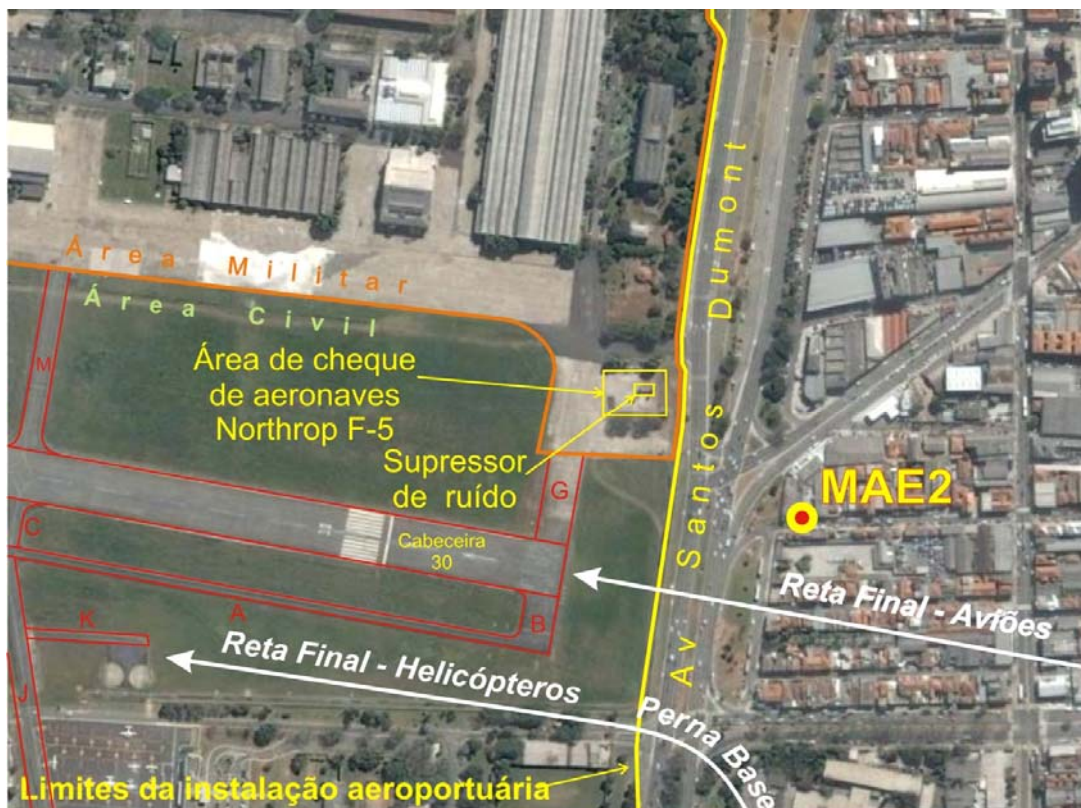 Área Militar
Área Civil
M
Área de cheque
de aeronaves
Northrop F-5
Supressor
de ruído
G
MAE2
C
Cabeceira
30
Av Santos Dumont
A
B
K
J
Reta Final - Aviões
Reta Final - Helicópteros
Perna Base
Limites da instalação aeroportuária